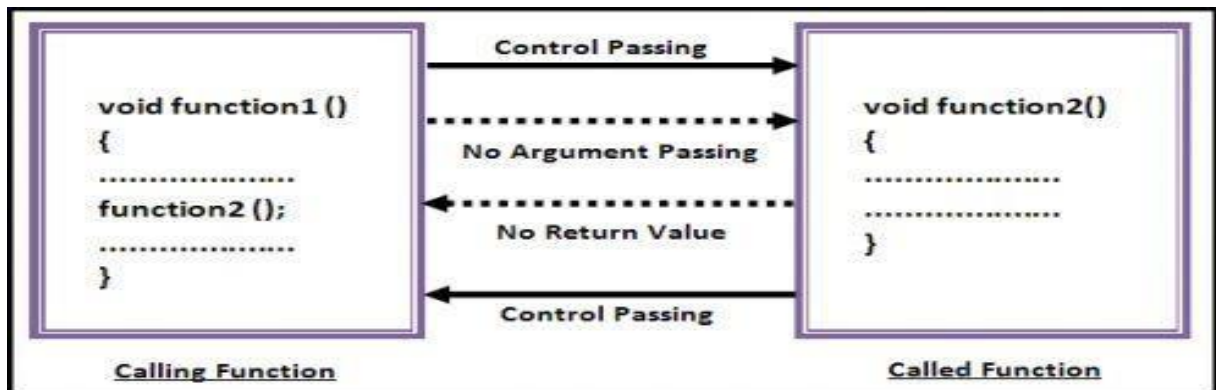 Control Passing
void function1 ()
{
....................
function2 ();
....................
}
No Argument Passing
No Return Value
Control Passing
void function2()
{
....................
....................
}
Calling Function
Called Function